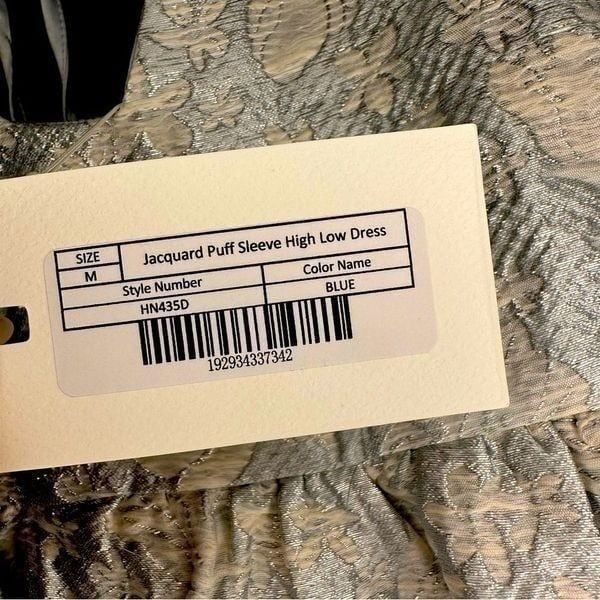 SIZE
Jacquard Puff Sleeve High Low Dress
M
Style Number
Color Name
HN435D
BLUE
192934337342